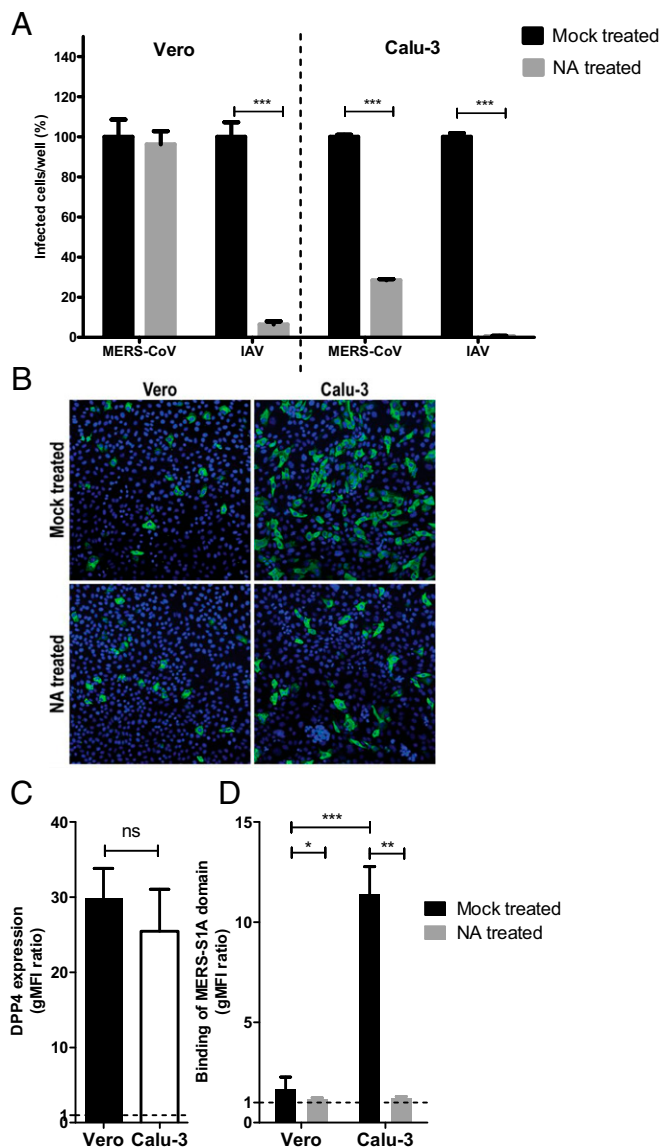 A
Vero
Calu-3
Mock treated
NA treated
Infected cells/well (%)
140
120
100
80
60
40
20
0
***
***
***
MERS-CoV
IAV
MERS-CoV
IAV
B
Vero
Calu-3
Mock treated
NA treated
C
DPP4 expression
(gMFI ratio)
40
30
20
10
1
ns
Vero
Calu-3
D
Binding of MERS-S1A domain
(gMFI ratio)
15
10
5
1
0
***
*
**
Vero
Calu-3
Mock treated
NA treated